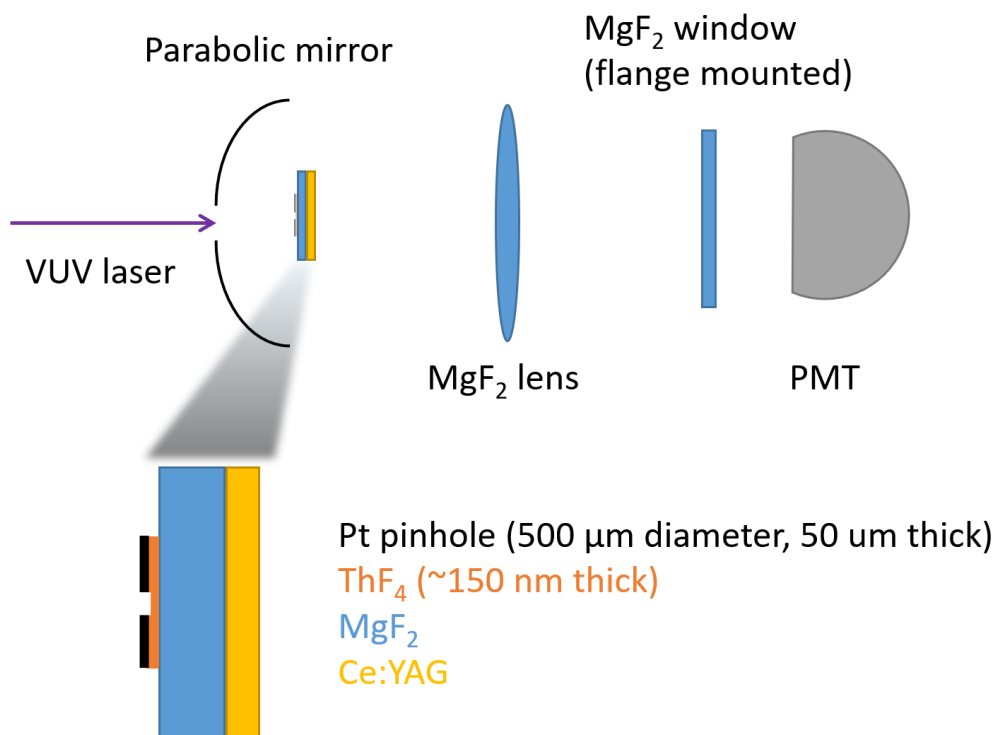 Parabolic mirror
MgF₂ window
(flange mounted)
VUV laser
MgF₂ lens
PMT
Pt pinhole (500 μm diameter, 50 um thick)
ThF₄ (~150 nm thick)
MgF₂
Ce:YAG